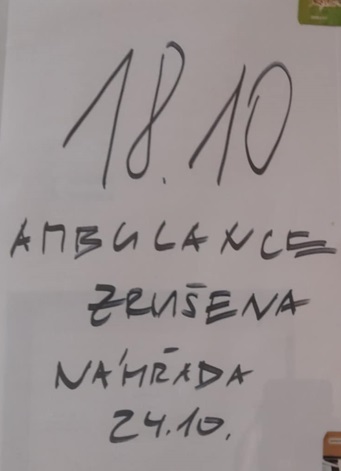 18.10
AMBULANCE
ZRUŠENA
NÁHRADA
24.10.